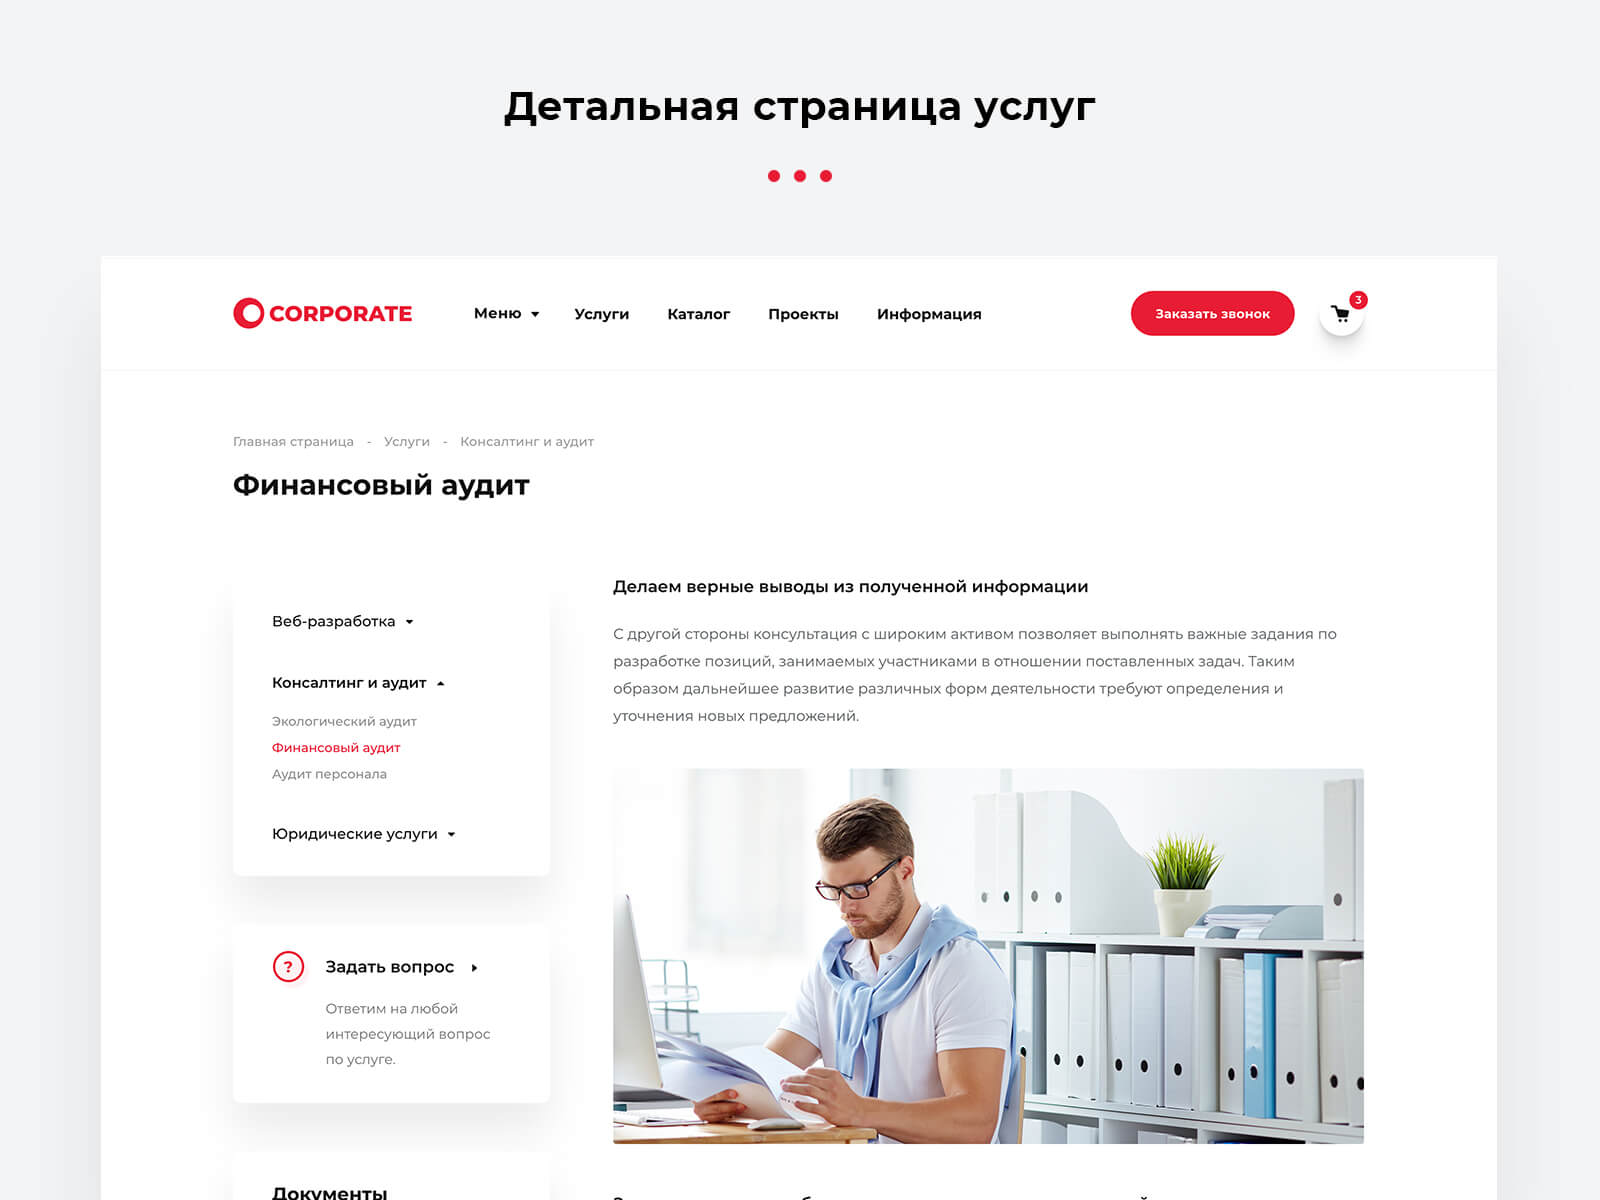 Детальная страница услуг
CORPORATE
Меню
Услуги
Каталог
Проекты
Информация
Заказать звонок
3
Главная страница - Услуги - Консалтинг и аудит
Финансовый аудит
Веб-разработка
Консалтинг и аудит
Экологический аудит
Финансовый аудит
Аудит персонала
Юридические услуги
?
Задать вопрос
Ответим на любой
интересующий вопрос
по услуге.
Документы
Делаем верные выводы из полученной информации
С другой стороны консультация с широким активом позволяет выполнять важные задания по
разработке позиций, занимаемых участниками в отношении поставленных задач. Таким
образом дальнейшее развитие различных форм деятельности требуют определения и
уточнения новых предложений.